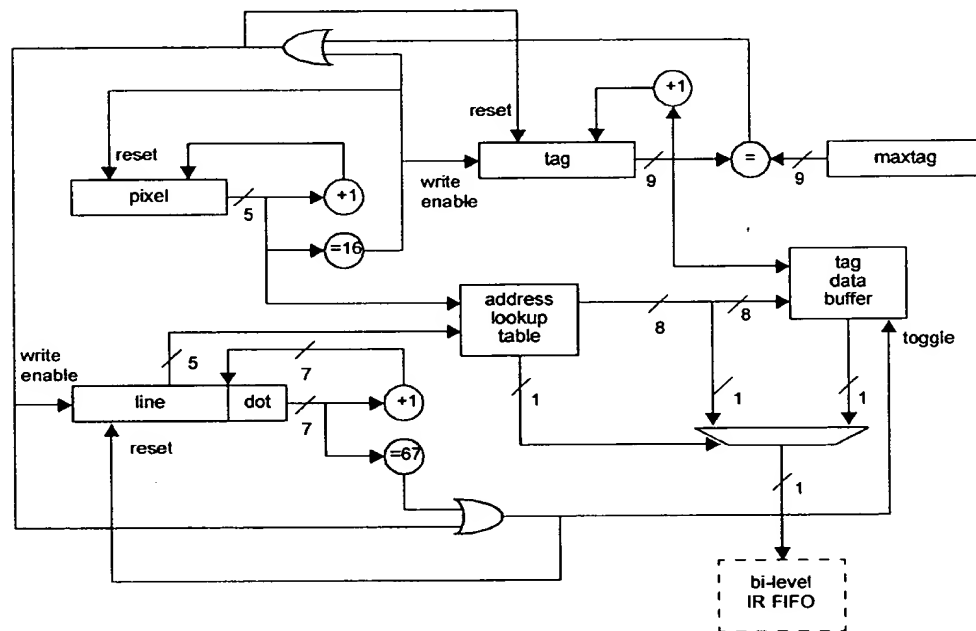 +1
reset
reset
tag
=
maxtag
9
9
write
enable
pixel
5
+1
=16
tag
data
buffer
address
lookup
table
8
8
toggle
write
enable
5
7
1
1
1
line
dot
7
+1
reset
=67
1
bi-level
IR FIFO